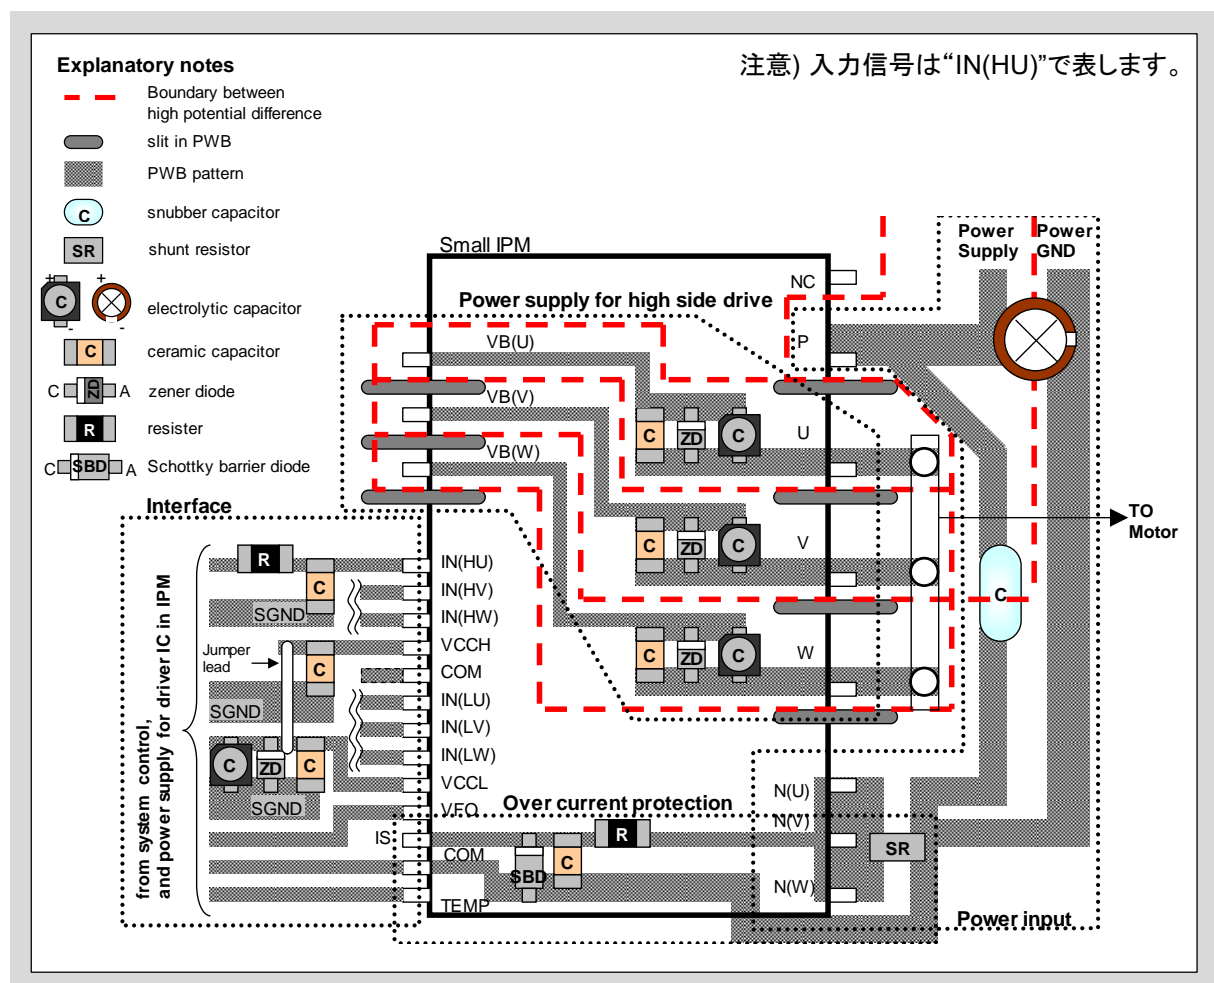 注意) 入力信号は“IN(HU)”で表します。
Explanatory notes
Boundary between
high potential difference
slit in PWB
PWB pattern
C
snubber capacitor
SR
shunt resistor
+
+
C
-
-
electrolytic capacitor
C
ceramic capacitor
C
ZD
A
zener diode
R
resister
C
SBD
A
Schottky barrier diode
Small IPM
Power supply for high side drive
NC
P
Power
Supply
Power
GND
VB(U)
VB(V)
VB(W)
C
ZD
C
U
C
ZD
C
V
C
ZD
C
W
C
TO
Motor
Interface
from system control,
and power supply for driver IC in IPM
R
C
SGND
Jumper
lead
C
SGND
C
ZD
C
SGND
IN(HU)
IN(HV)
IN(HW)
VCCH
COM
IN(LU)
IN(LV)
IN(LW)
VCCL
VFO
IS
COM
TEMP
Over current protection
R
SBD
C
N(U)
N(V)
N(W)
SR
Power input